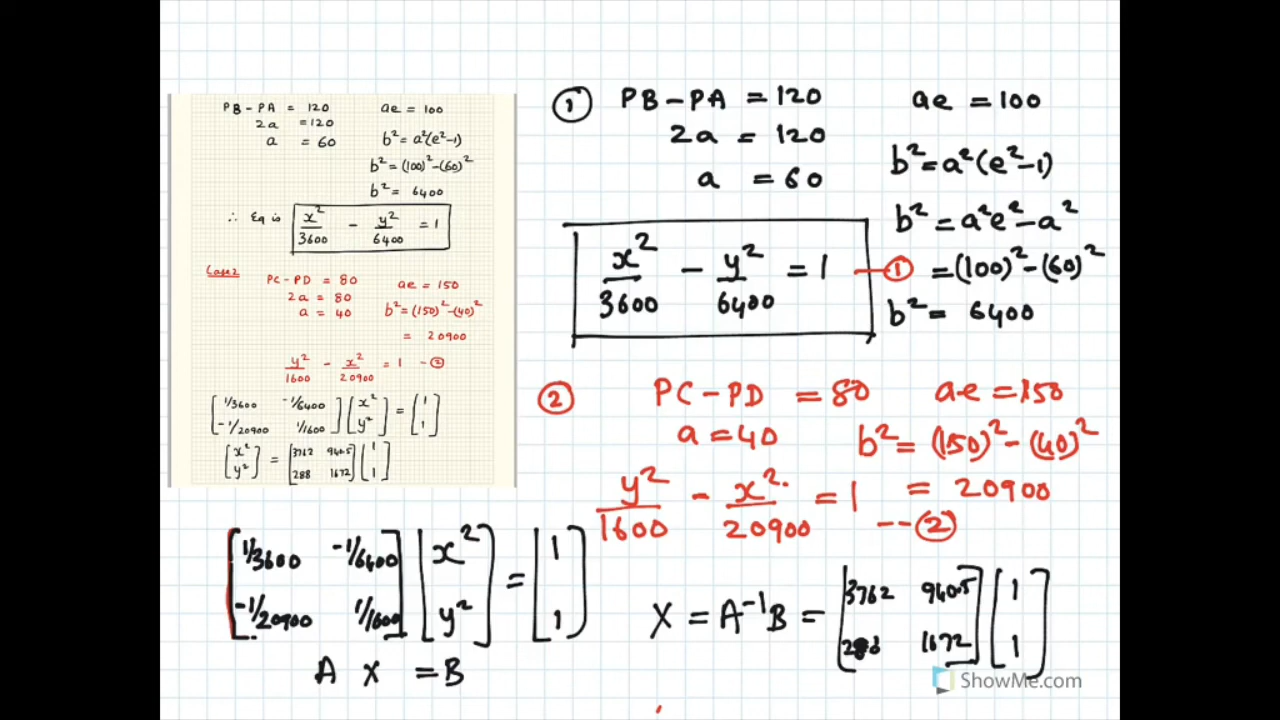 PB - PA = 120
2a = 120
a = 60
ae = 100
b² = a²(e²-1)
b² = (100)² - (60)²
b² = 6400
∴ Eq is x²/3600 - y²/6400 = 1
Case 2
PC - PD = 80
2a = 80
a = 40
ae = 150
b² = (150)² - (40)²
= 20900
y²/1600 - x²/20900 = 1 - ②
[1/3600 -1/6400 [x² = [1
-1/20900 1/1600] y²] 1]
[x² = [3762 940.5 [1
y²] 288 1672] 1]
① PB - PA = 120
2a = 120
a = 60
ae = 100
b² = a²(e²-1)
b² = a²e² - a²
= (100)² - (60)²
b² = 6400
x²/3600 - y²/6400 = 1 - ①
② PC - PD = 80
a = 40
ae = 150
b² = (150)² - (40)²
= 20900
y²/1600 - x²/20900 = 1 -- ②
[1/3600 -1/6400 [x² = [1
-1/20900 1/1600] y²] 1]
A X = B
X = A⁻¹B = [3762 940.5 [1
1672] 1]
ShowMe.com